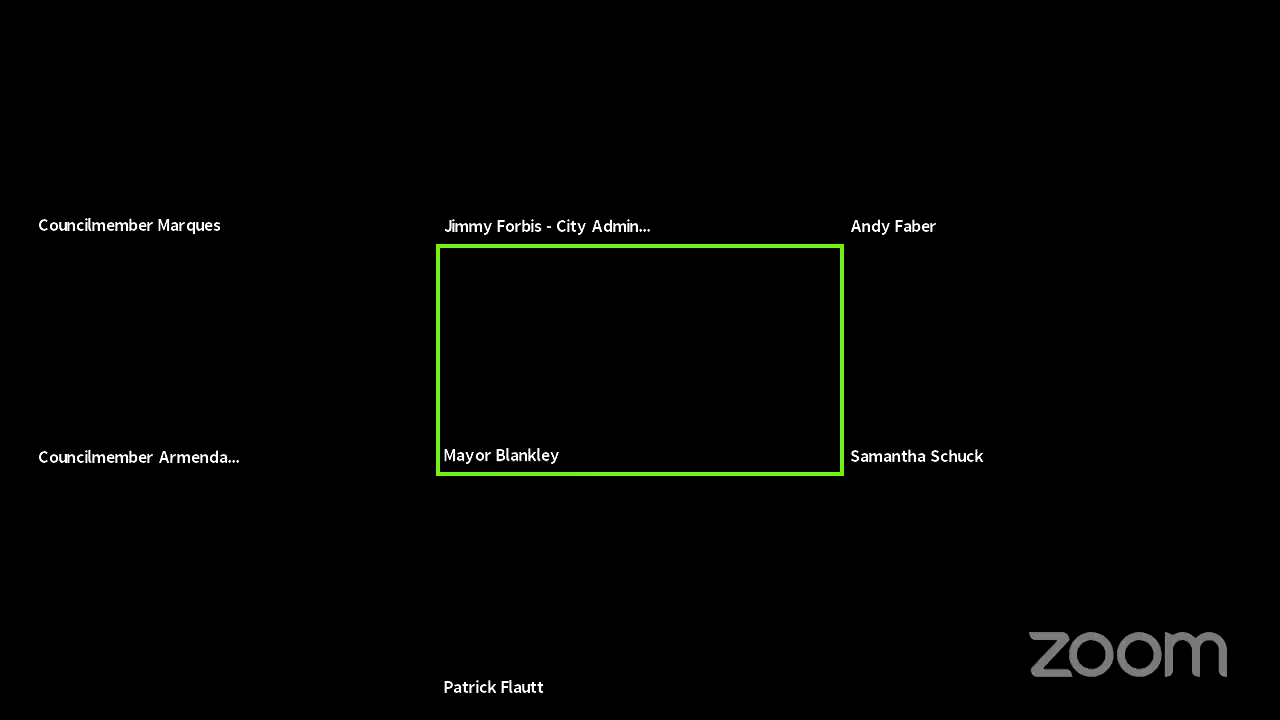 Councilmember Marques
Jimmy Forbis - City Admin...
Andy Faber
Councilmember Armenda...
Mayor Blankley
Samantha Schuck
Patrick Flautt
zoom